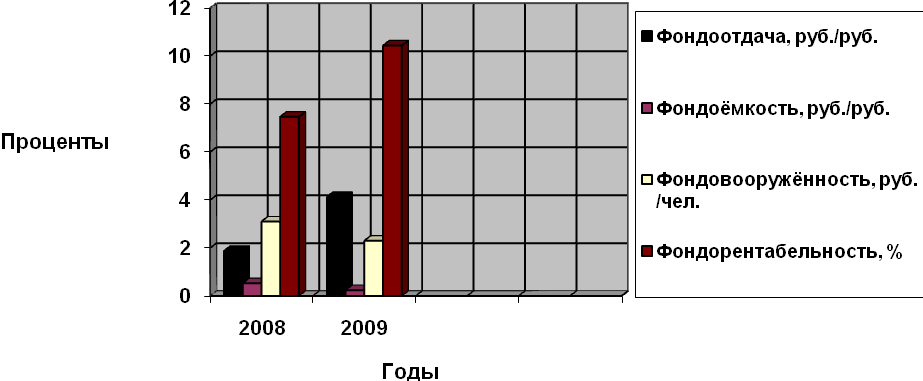 12
10
8
6
4
2
0
Проценты
2008
2009
Годы
Фондоотдача, руб./руб.
Фондоёмкость, руб./руб.
Фондовооружённость, руб.
/чел.
Фондорентабельность, %